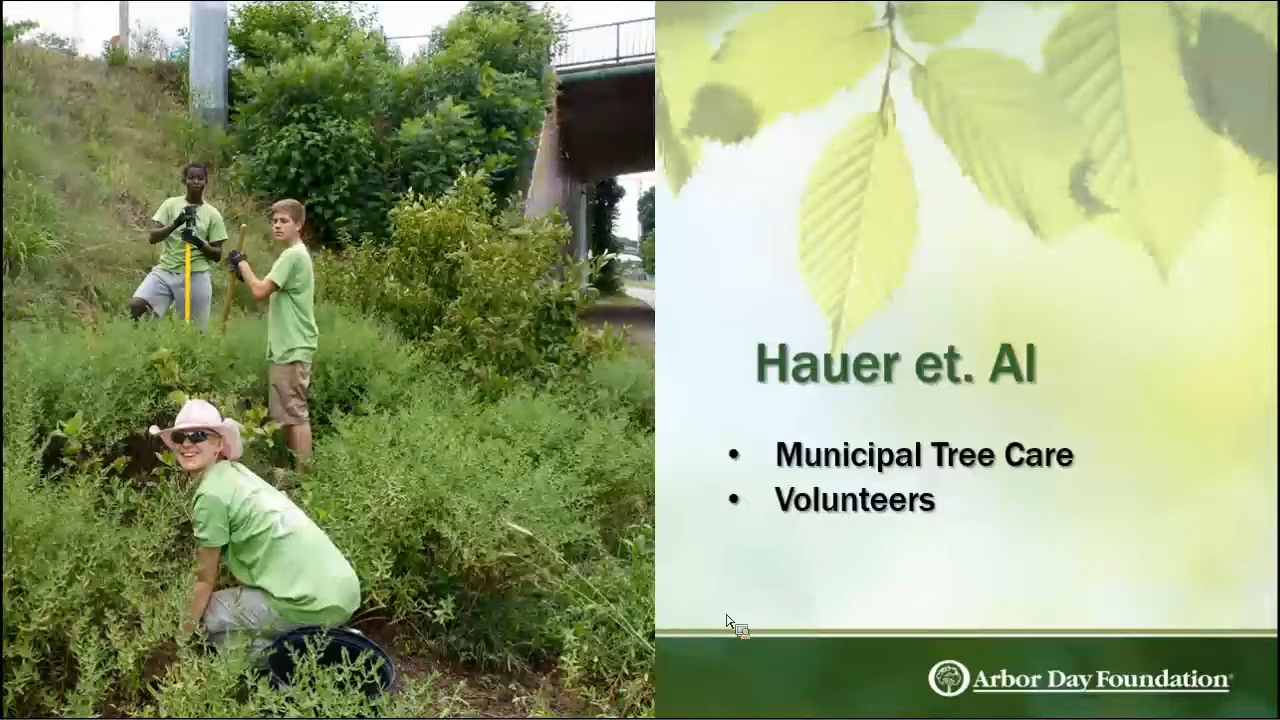 Hauer et. Al
• Municipal Tree Care
• Volunteers
Arbor Day Foundation®